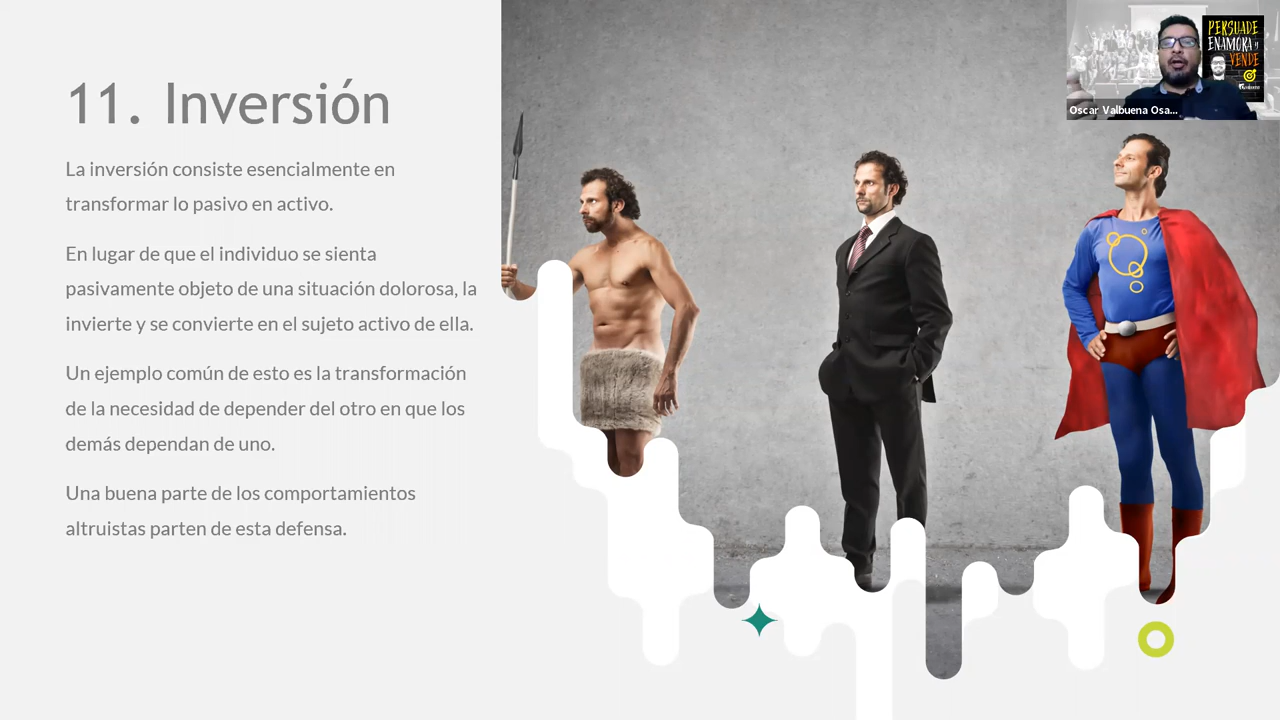 11. Inversión
La inversión consiste esencialmente en
transformar lo pasivo en activo.
En lugar de que el individuo se sienta
pasivamente objeto de una situación dolorosa, la
invierte y se convierte en el sujeto activo de ella.
Un ejemplo común de esto es la transformación
de la necesidad de depender del otro en que los
demás dependan de uno.
Una buena parte de los comportamientos
altruistas parten de esta defensa.
PERSUADE
ENAMORA y
VENDE
Oscar Valbuena Osa...